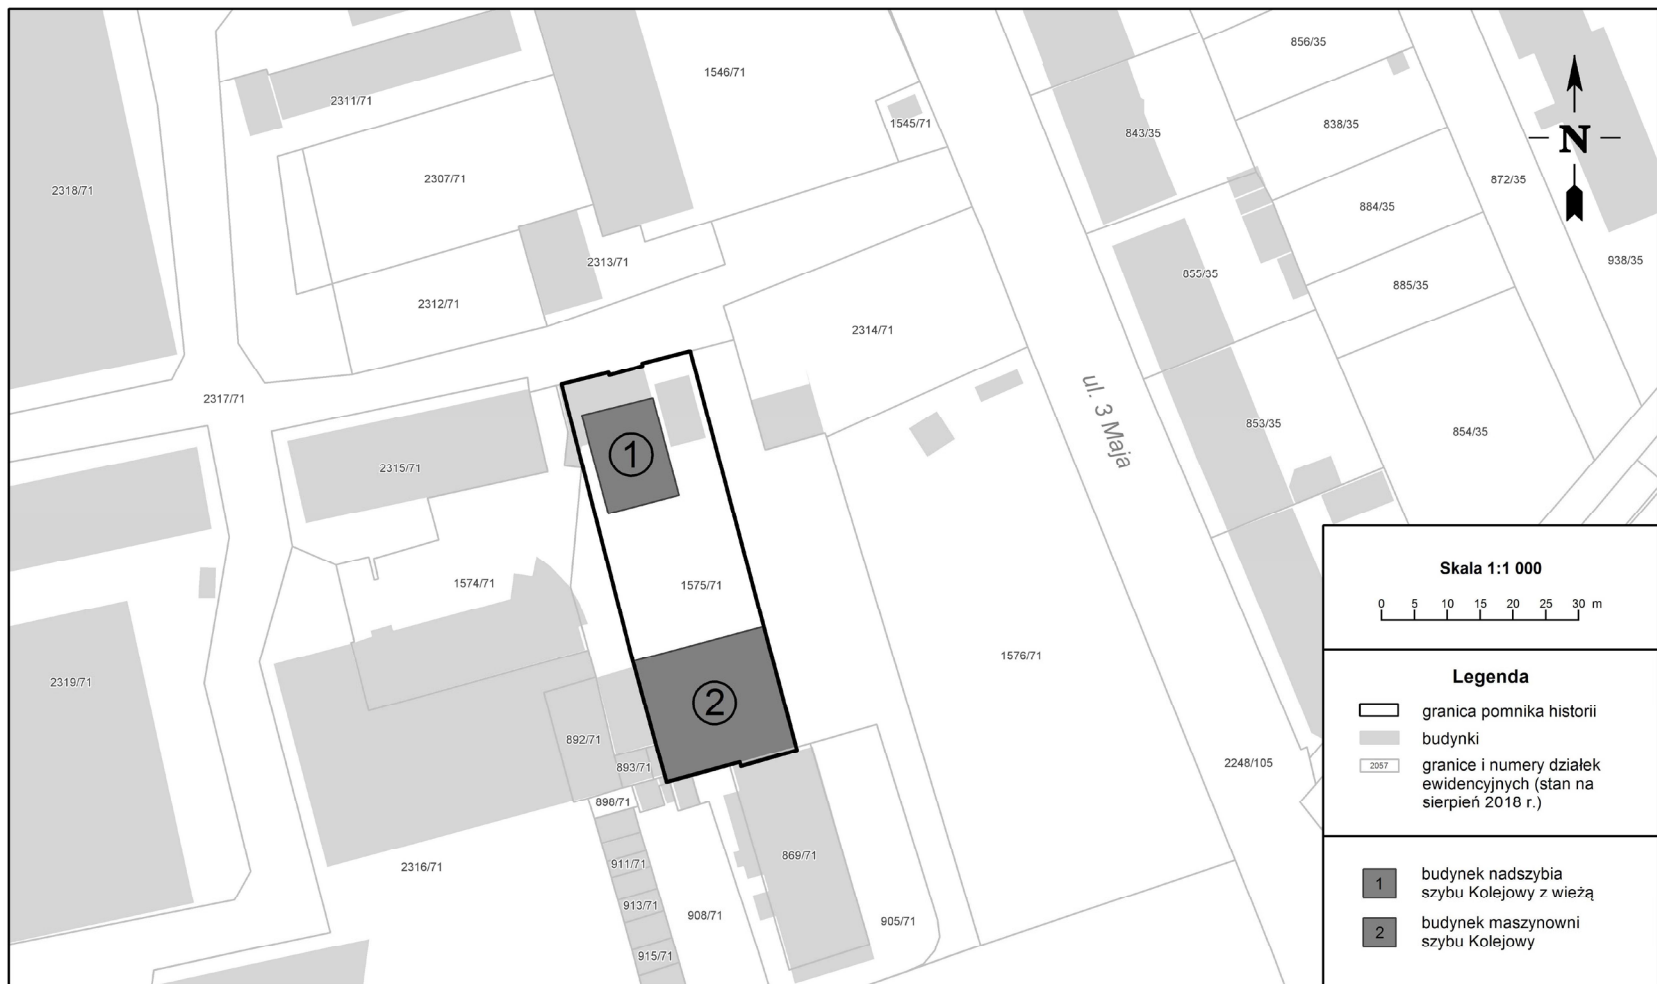 856/35
1546/71
2311/71
1545/71
843/35
838/35
N
2307/71
872/35
2318/71
884/35
2313/71
938/35
855/35
885/35
2312/71
2314/71
2317/71
ul. 3 Maja
853/35
854/35
1
2315/71
1574/71
1575/71
1576/71
2319/71
2
892/71
893/71
2248/105
898/71
869/71
2316/71
911/71
913/71
908/71
905/71
915/71
Skala 1:1 000
0 5 10 15 20 25 30 m
Legenda
granica pomnika historii
budynki
2057 granice i numery działek
ewidencyjnych (stan na
sierpień 2018 r.)
1 budynek nadszybia
szybu Kolejowy z wieżą
2 budynek maszynowni
szybu Kolejowy